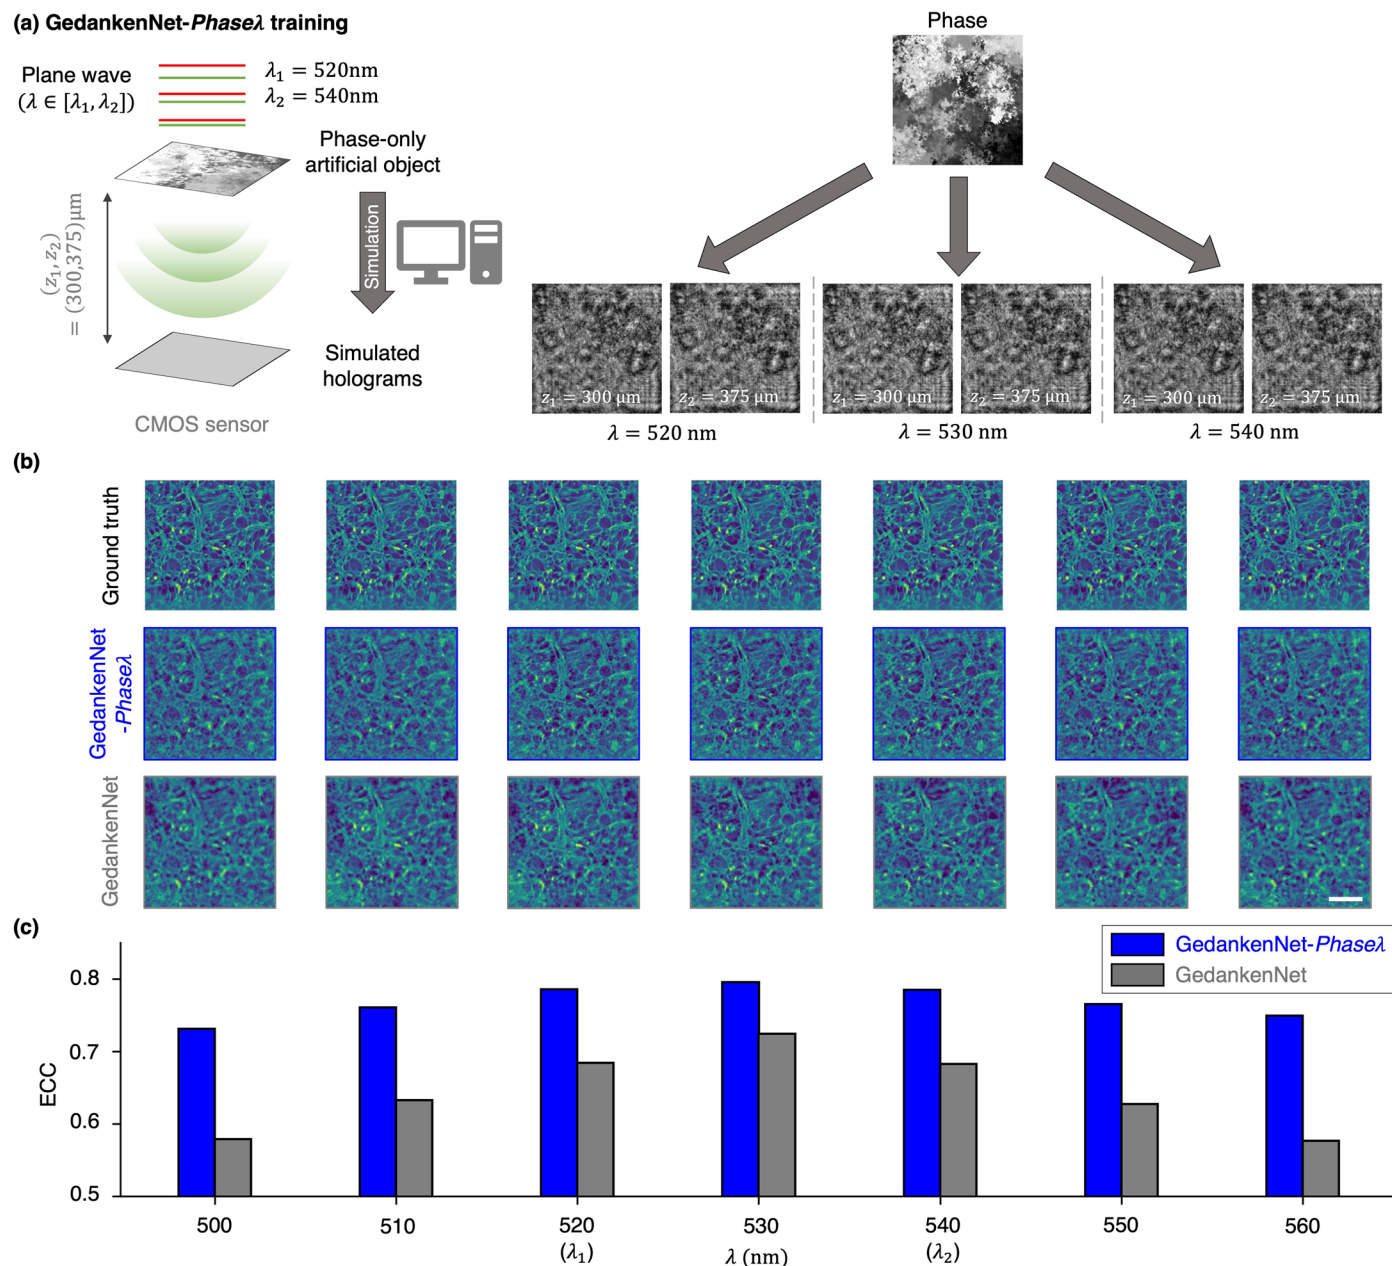 (a) GedankenNet-Phaseλ training
Plane wave
(λ ∈ [λ₁, λ₂])
λ₁ = 520nm
λ₂ = 540nm
Phase-only
artificial object
(z₁, z₂)
= (300,375)μm
Simulation
Simulated
holograms
CMOS sensor
Phase
z₁ = 300 μm
z₂ = 375 μm
z₁ = 300 μm
z₂ = 375 μm
z₁ = 300 μm
z₂ = 375 μm
λ = 520 nm
λ = 530 nm
λ = 540 nm
(b)
Ground truth
GedankenNet
-Phaseλ
GedankenNet
(c)
GedankenNet-Phaseλ
GedankenNet
ECC
0.8
0.7
0.6
0.5
500
510
520
530
540
550
560
(λ₁)
λ (nm)
(λ₂)